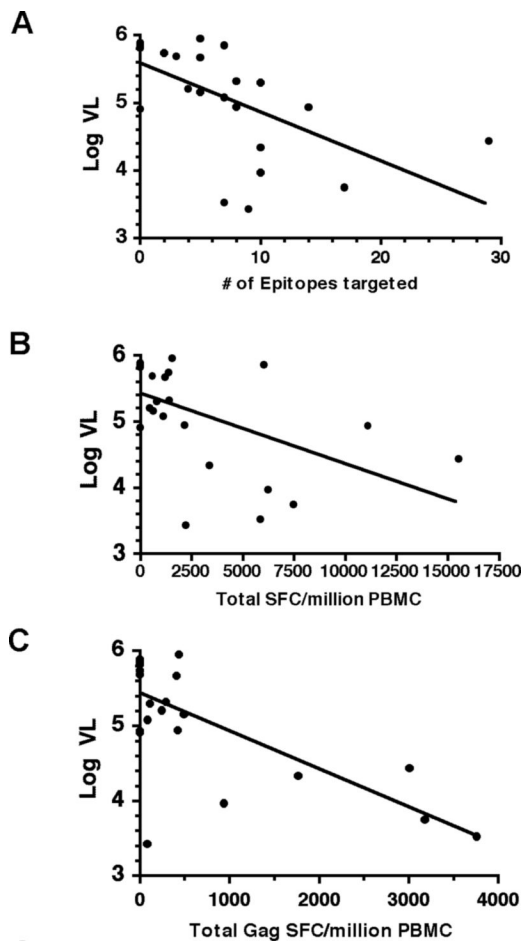 A
6
5
4
3
Log VL
0 10 20 30
# of Epitopes targeted
B
6
5
4
3
Log VL
0 2500 5000 7500 10000 12500 15000 17500
Total SFC/million PBMC
C
6
5
4
3
Log VL
0 1000 2000 3000 4000
Total Gag SFC/million PBMC